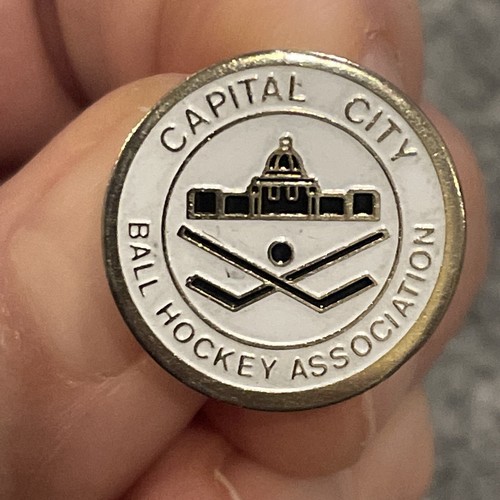 CAPITAL CITY
BALL HOCKEY ASSOCIATION